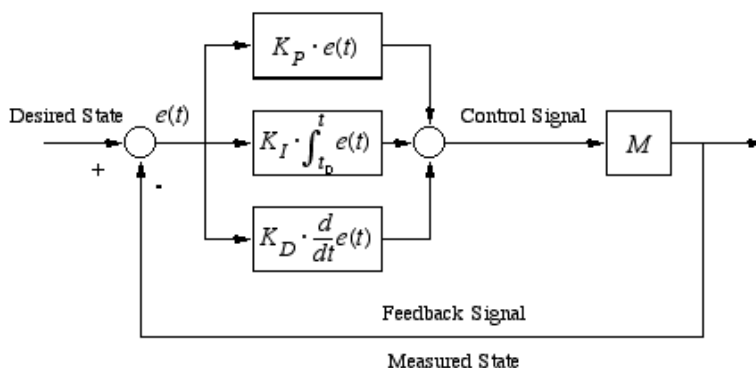 K_P · e(t)
Desired State
e(t)
+
-
K_I · ∫_{t_0}^{t} e(t)
Control Signal
M
K_D · d/dt e(t)
Feedback Signal
Measured State